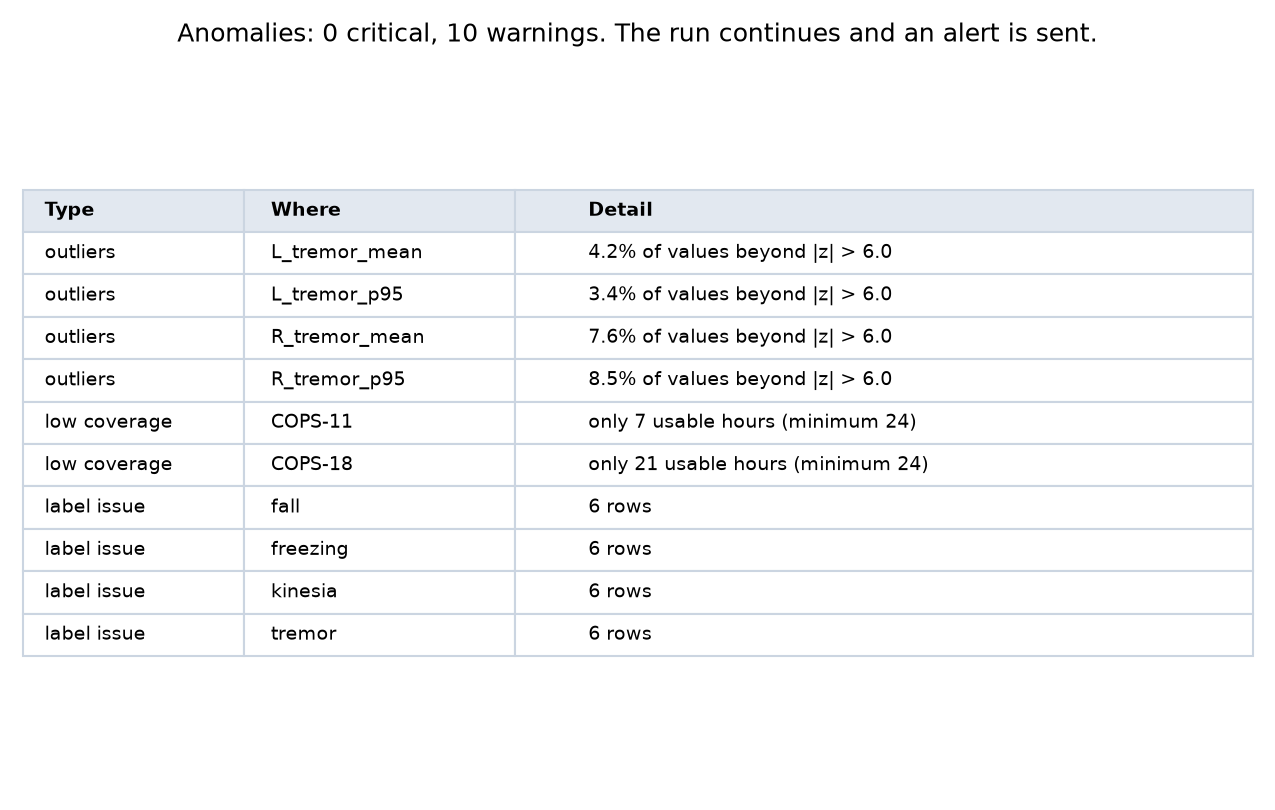 Anomalies: 0 critical, 10 warnings. The run continues and an alert is sent.
Type Where Detail
outliers L_tremor_mean 4.2% of values beyond |z| > 6.0
outliers L_tremor_p95 3.4% of values beyond |z| > 6.0
outliers R_tremor_mean 7.6% of values beyond |z| > 6.0
outliers R_tremor_p95 8.5% of values beyond |z| > 6.0
low coverage COPS-11 only 7 usable hours (minimum 24)
low coverage COPS-18 only 21 usable hours (minimum 24)
label issue fall 6 rows
label issue freezing 6 rows
label issue kinesia 6 rows
label issue tremor 6 rows